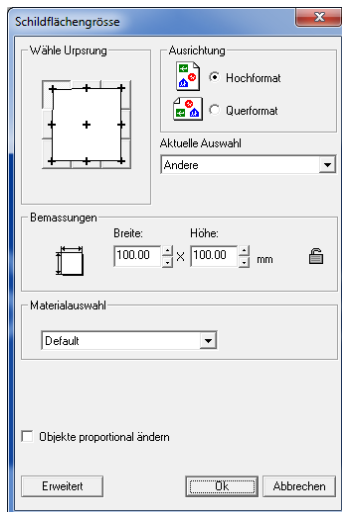 Schildflächengrösse
Wähle Urpsrung
Ausrichtung
Hochformat
Querformat
Aktuelle Auswahl
Andere
Bemassungen
Breite: Höhe:
100.00 X 100.00 mm
Materialauswahl
Default
Objekte proportional ändern
Erweitert Ok Abbrechen